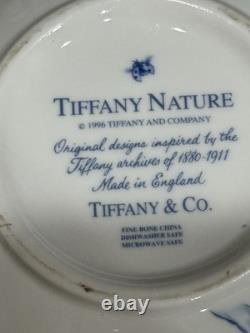 TIFFANY NATURE
© 1996 TIFFANY AND COMPANY
Original designs inspired by the
Tiffany archives of 1880-1911
Made in England
TIFFANY & CO.
FINE BONE CHINA
DISHWASHER SAFE
MICROWAVE SAFE
ebay